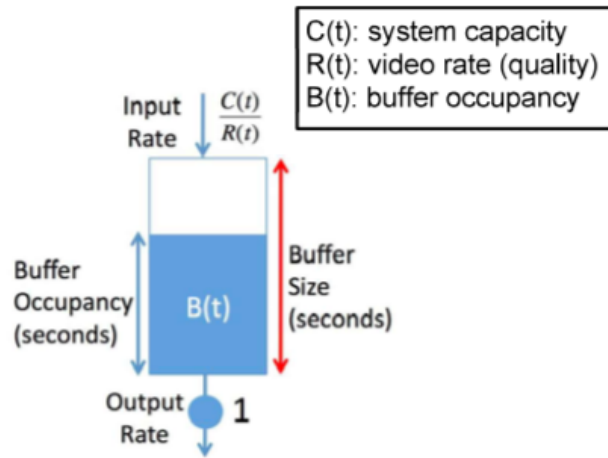 C(t): system capacity
R(t): video rate (quality)
B(t): buffer occupancy
Input
Rate
C(t)
R(t)
Buffer
Occupancy
(seconds)
B(t)
Buffer
Size
(seconds)
Output
Rate
1